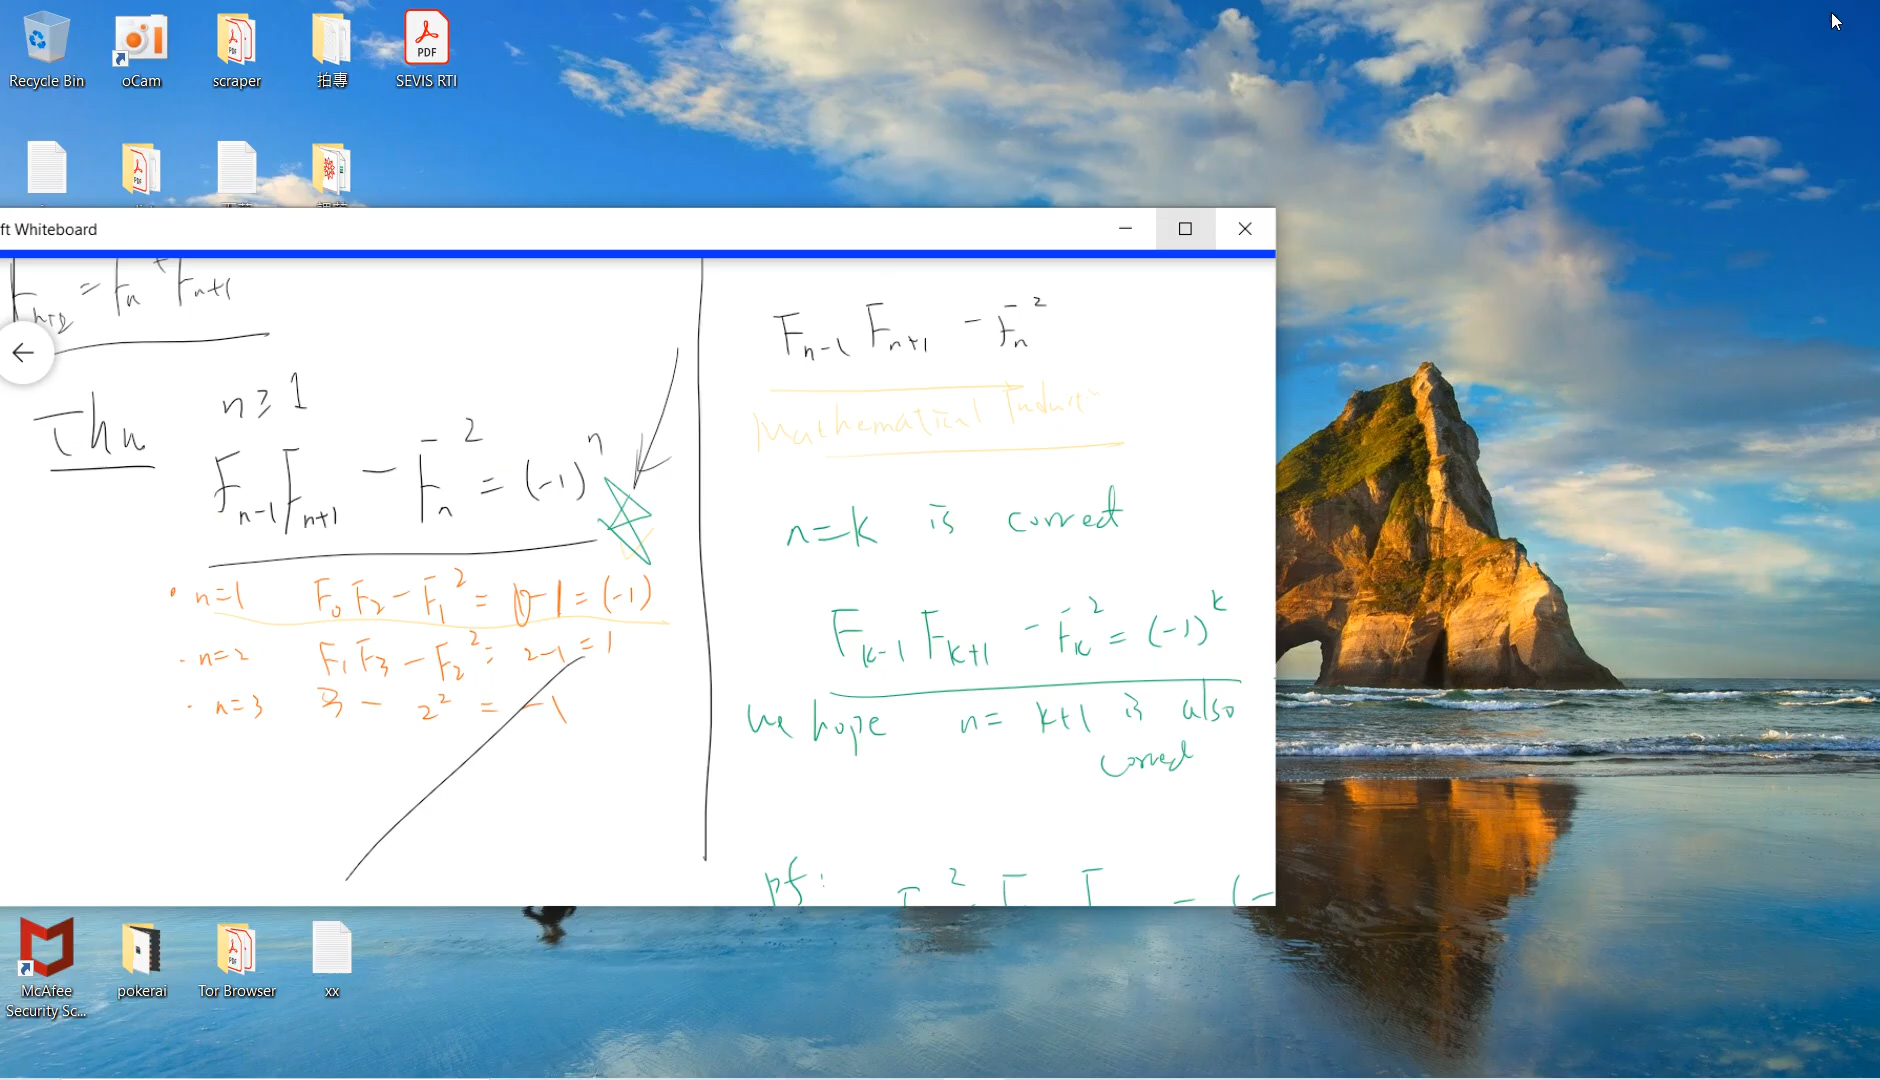 Recycle Bin
oCam
scraper
拍專
SEVIS RTI
ft Whiteboard
F_{n+2} = F_n + F_{n+1}
Thm n ≥ 1
F_{n-1} F_{n+1} - F_n^2 = (-1)^n
• n=1 F_0 F_2 - F_1^2 = 0-1 = (-1)
· n=2 F_1 F_3 - F_2^2 = 2-1 = 1
· n=3 3 - 2^2 = -1
F_{n-1} F_{n+1} - F_n^2
Mathematical Inducti
n=k is correct
F_{k-1} F_{k+1} - F_k^2 = (-1)^k
we hope n= k+1 is also
correct
pf:
McAfee
Security Sc...
pokerai
Tor Browser
xx